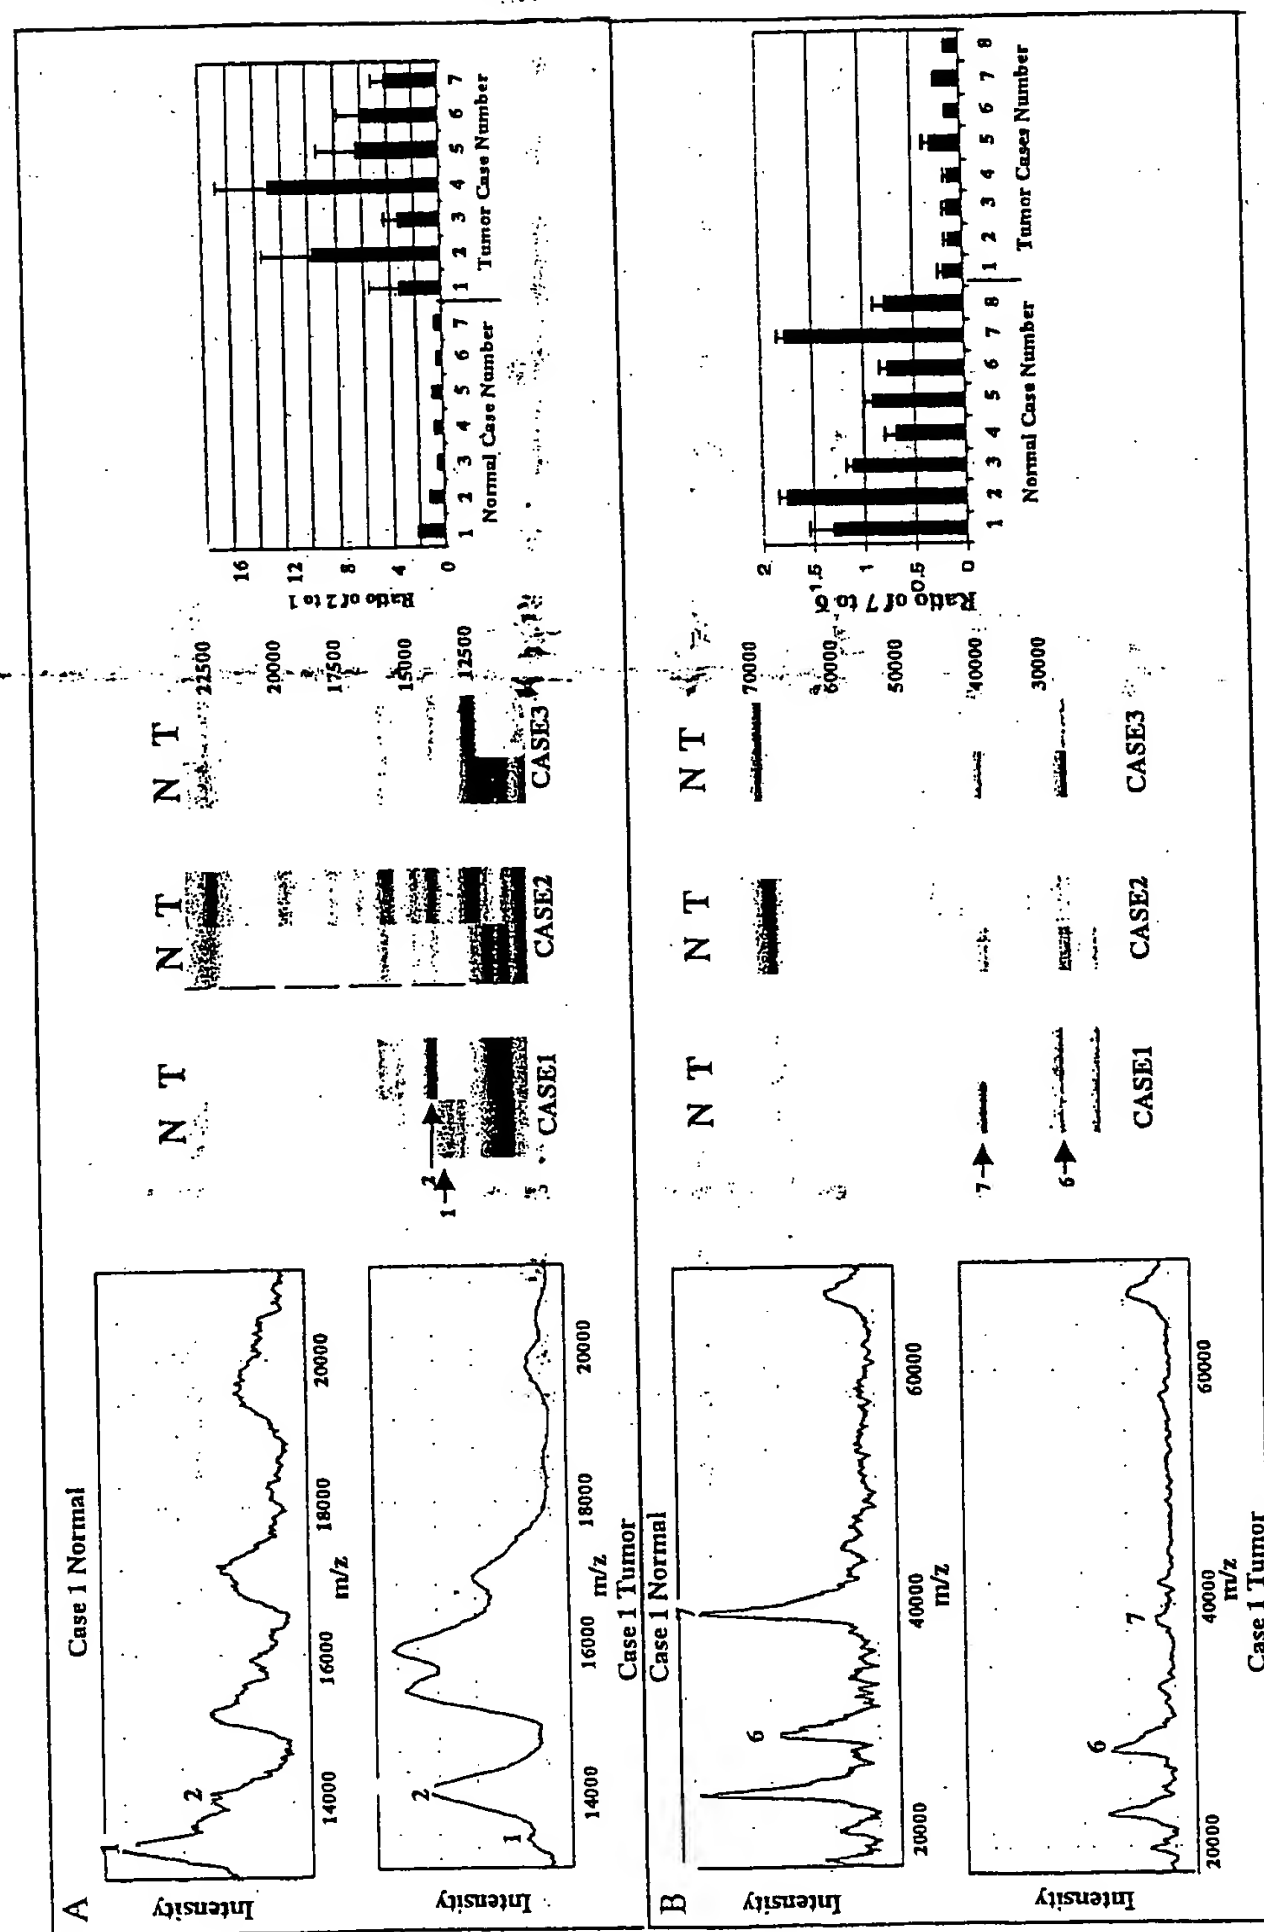 A
Case 1 Normal
Intensity
1
2
14000 16000 18000 20000
m/z
Intensity
1
2
14000 16000 18000 20000
m/z
Case 1 Tumor
N T
N T
N T
1
2
CASE1
CASE2
CASE3
22500
20000
17500
15000
12500
Ratio of 2 to 1
16
12
8
4
0
1 2 3 4 5 6 7 1 2 3 4 5 6 7
Normal Case Number
Tumor Case Number
B
Case 1 Normal
Intensity
6
7
20000 40000 60000
m/z
Intensity
6
7
20000 40000 60000
m/z
Case 1 Tumor
N T
N T
N T
7
6
CASE1
CASE2
CASE3
70000
60000
50000
40000
30000
Ratio of 7 to 6
2
1.5
1
0.5
0
1 2 3 4 5 6 7 8 1 2 3 4 5 6 7 8
Normal Case Number
Tumor Cases Number